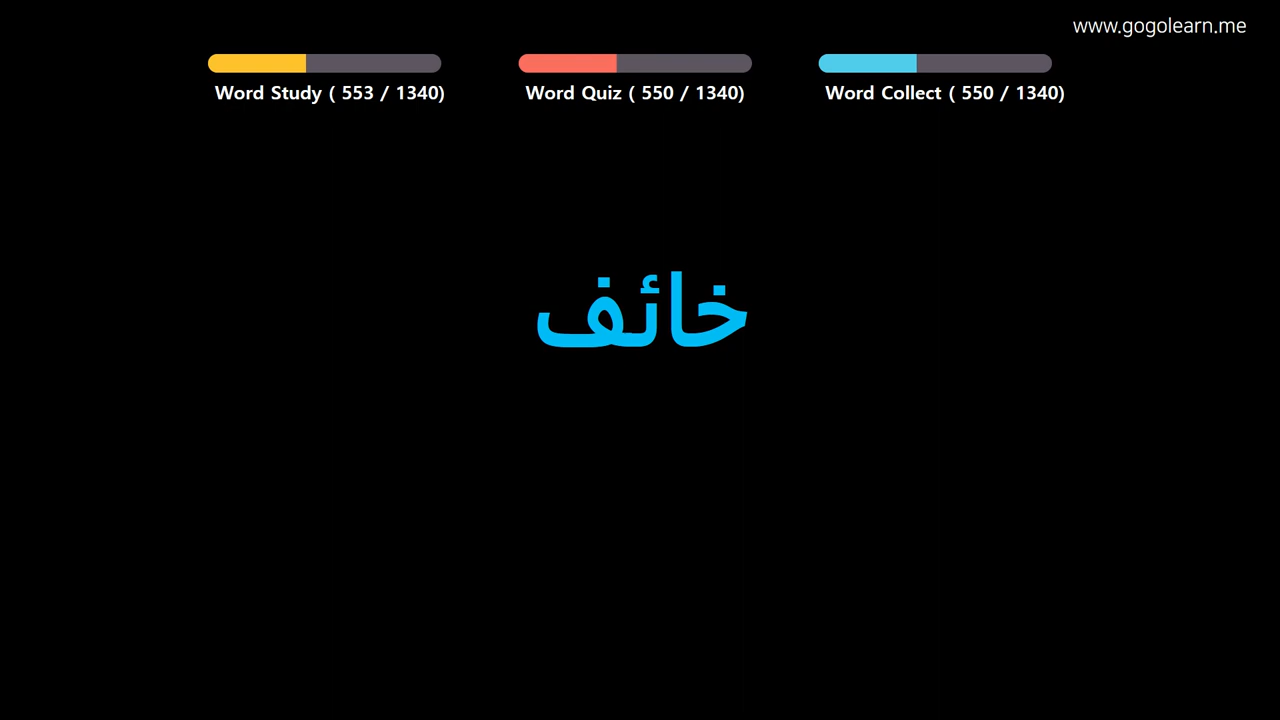 www.gogolearn.me
Word Study ( 553 / 1340)
Word Quiz ( 550 / 1340)
Word Collect ( 550 / 1340)
خائف